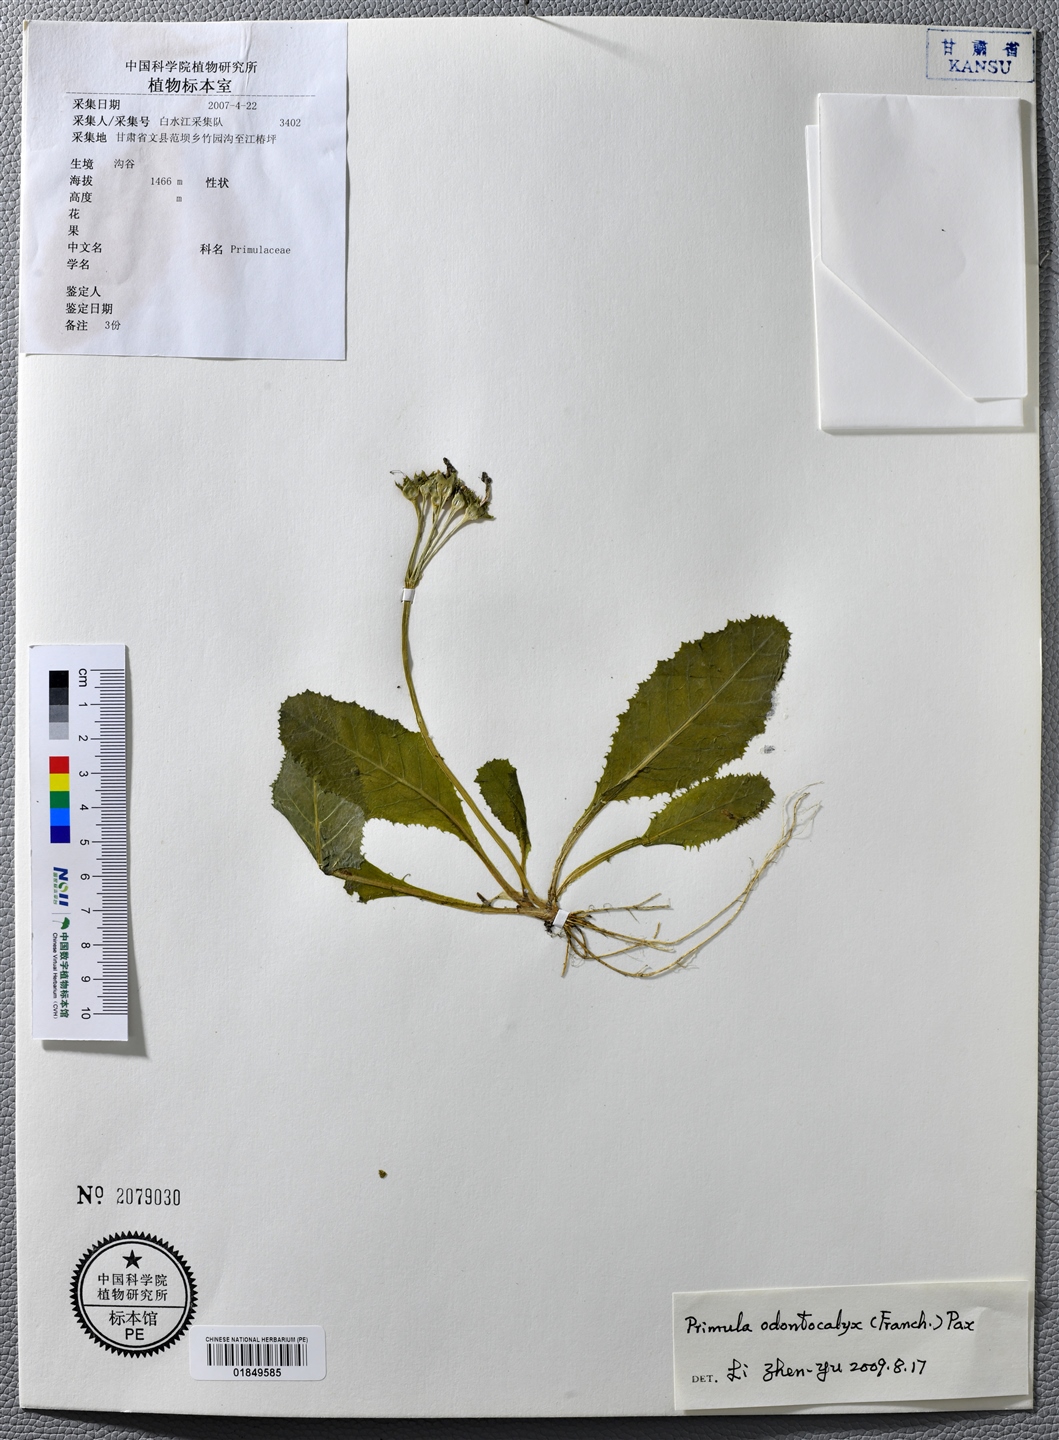 中国科学院植物研究所
植物标本室
采集日期 2007-4-22
采集人/采集号 白水江采集队 3402
采集地 甘肃省文县范坝乡竹园沟至江椿坪
生境 沟谷
海拔 1466 m 性状
高度 m
花
果
中文名 科名 Primulaceae
学名
鉴定人
鉴定日期
备注 3份
甘肃省
KANSU
cm
1
2
3
4
5
6
7
8
9
10
NSII
中国数字植物标本馆
Chinese Virtual Herbarium (CVH)
Nº 2079030
中国科学院
植物研究所
标本馆
PE
CHINESE NATIONAL HERBARIUM (PE)
01849585
Primula odontocalyx (Franch.) Pax
DET. Li Zhen-yu 2009.8.17